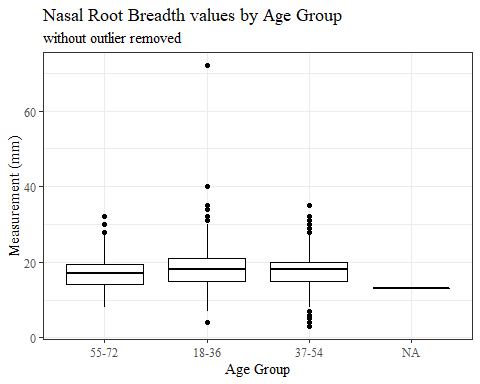 Nasal Root Breadth values by Age Group
without outlier removed
Measurement (mm)
60
40
20
0
55-72
18-36
37-54
NA
Age Group